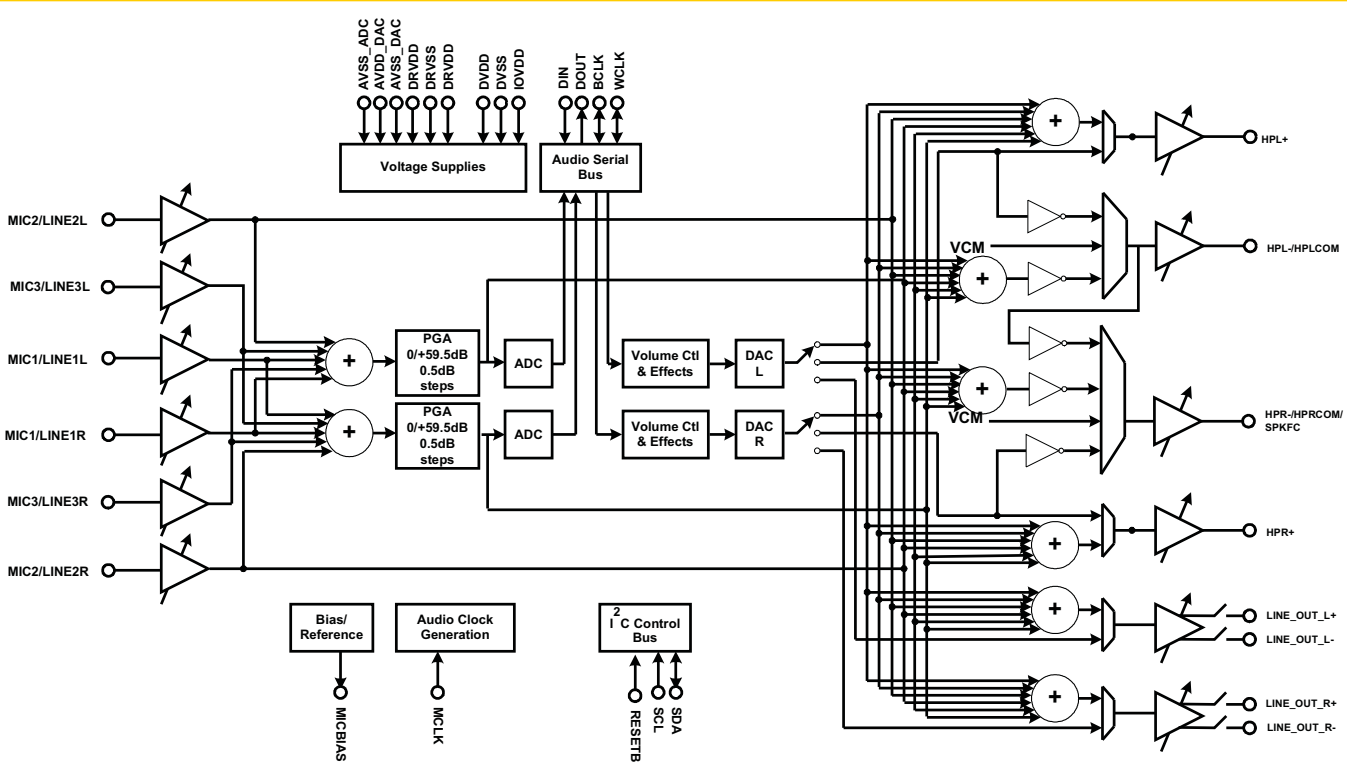 AVSS_ADC
AVDD_DAC
AVSS_DAC
DRVDD
DRVSS
DRVDD
DVDD
DVSS
IOVDD
DIN
DOUT
BCLK
WCLK
Voltage Supplies
Audio Serial
Bus
+
HPL+
MIC2/LINE2L
VCM
HPL-/HPLCOM
+
MIC3/LINE3L
MIC1/LINE1L
+
PGA
0/+59.5dB
0.5dB
steps
ADC
Volume Ctl
& Effects
DAC
L
+
VCM
MIC1/LINE1R
+
PGA
0/+59.5dB
0.5dB
steps
ADC
Volume Ctl
& Effects
DAC
R
HPR-/HPRCOM/
SPKFC
MIC3/LINE3R
+
HPR+
MIC2/LINE2R
Bias/
Reference
Audio Clock
Generation
I2C Control
Bus
+
LINE_OUT_L+
LINE_OUT_L-
MICBIAS
MCLK
RESETB
SCL
SDA
+
LINE_OUT_R+
LINE_OUT_R-